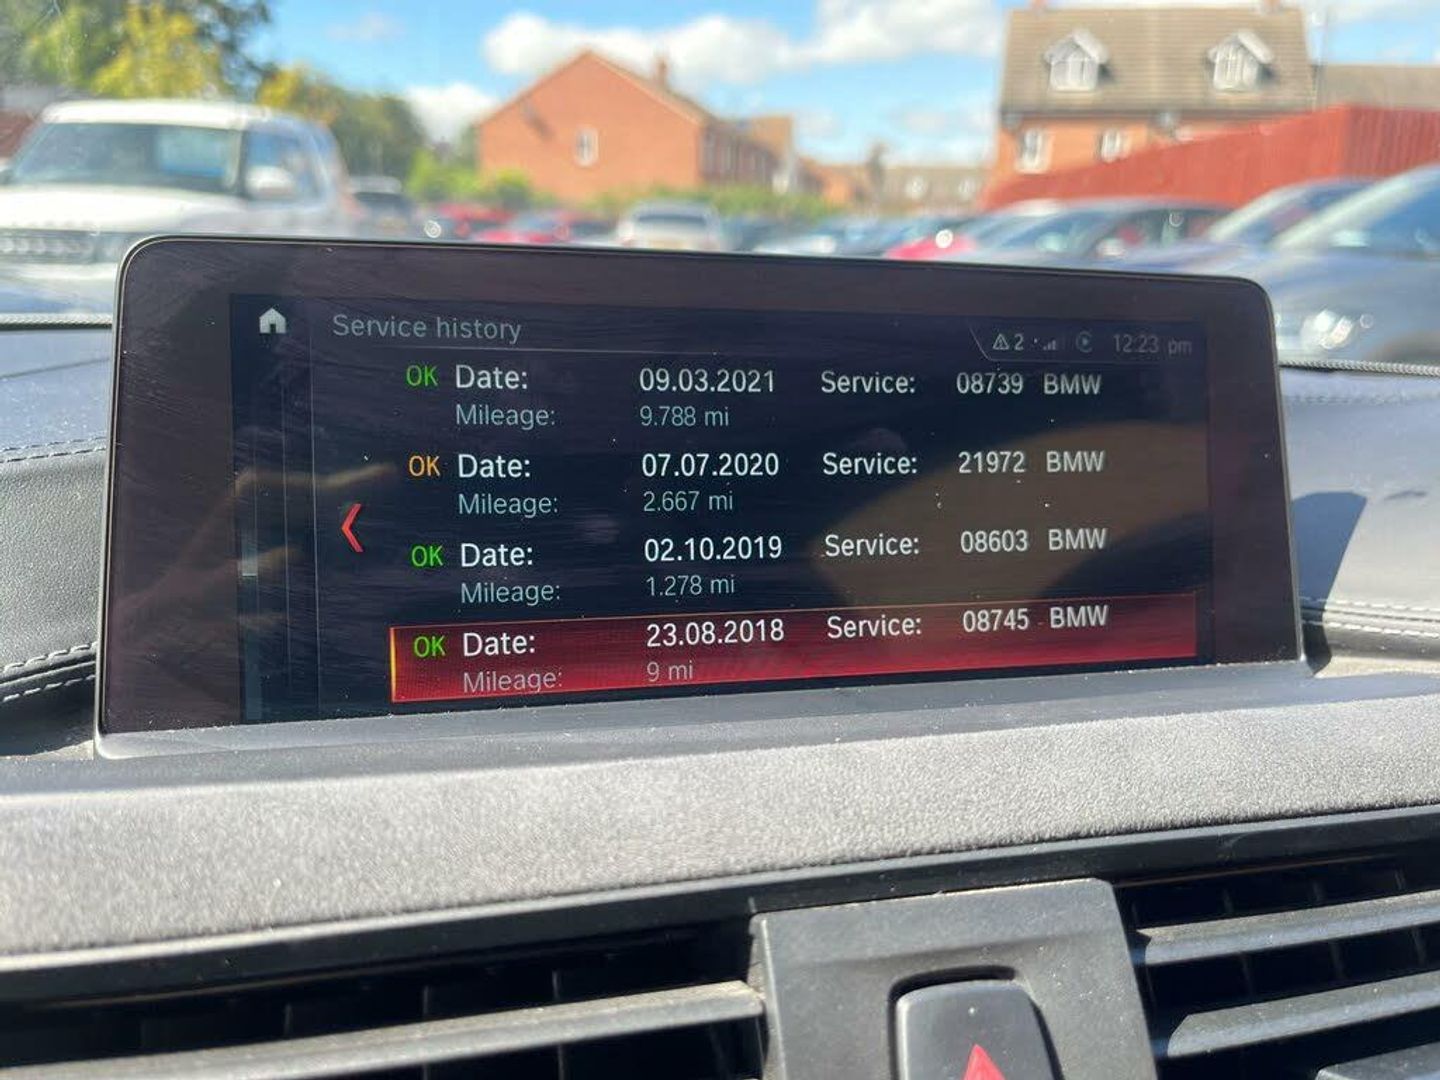 Service history
2 12:23 pm
OK Date: 09.03.2021 Service: 08739 BMW
Mileage: 9.788 mi
OK Date: 07.07.2020 Service: 21972 BMW
Mileage: 2.667 mi
OK Date: 02.10.2019 Service: 08603 BMW
Mileage: 1.278 mi
OK Date: 23.08.2018 Service: 08745 BMW
Mileage: 9 mi